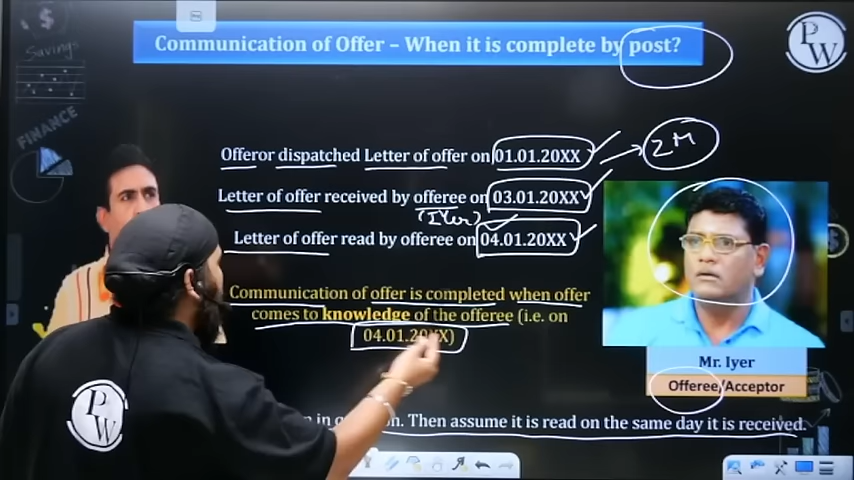 Savings
FINANCE
Communication of Offer – When it is complete by post?
P
W
Offeror dispatched Letter of offer on 01.01.20XX
2M
Letter of offer received by offeree on 03.01.20XX
(Iyer)
Letter of offer read by offeree on 04.01.20XX
Communication of offer is completed when offer
comes to knowledge of the offeree (i.e. on
04.01.20XX)
Mr. Iyer
Offeree/Acceptor
P
W
Then assume it is read on the same day it is received.